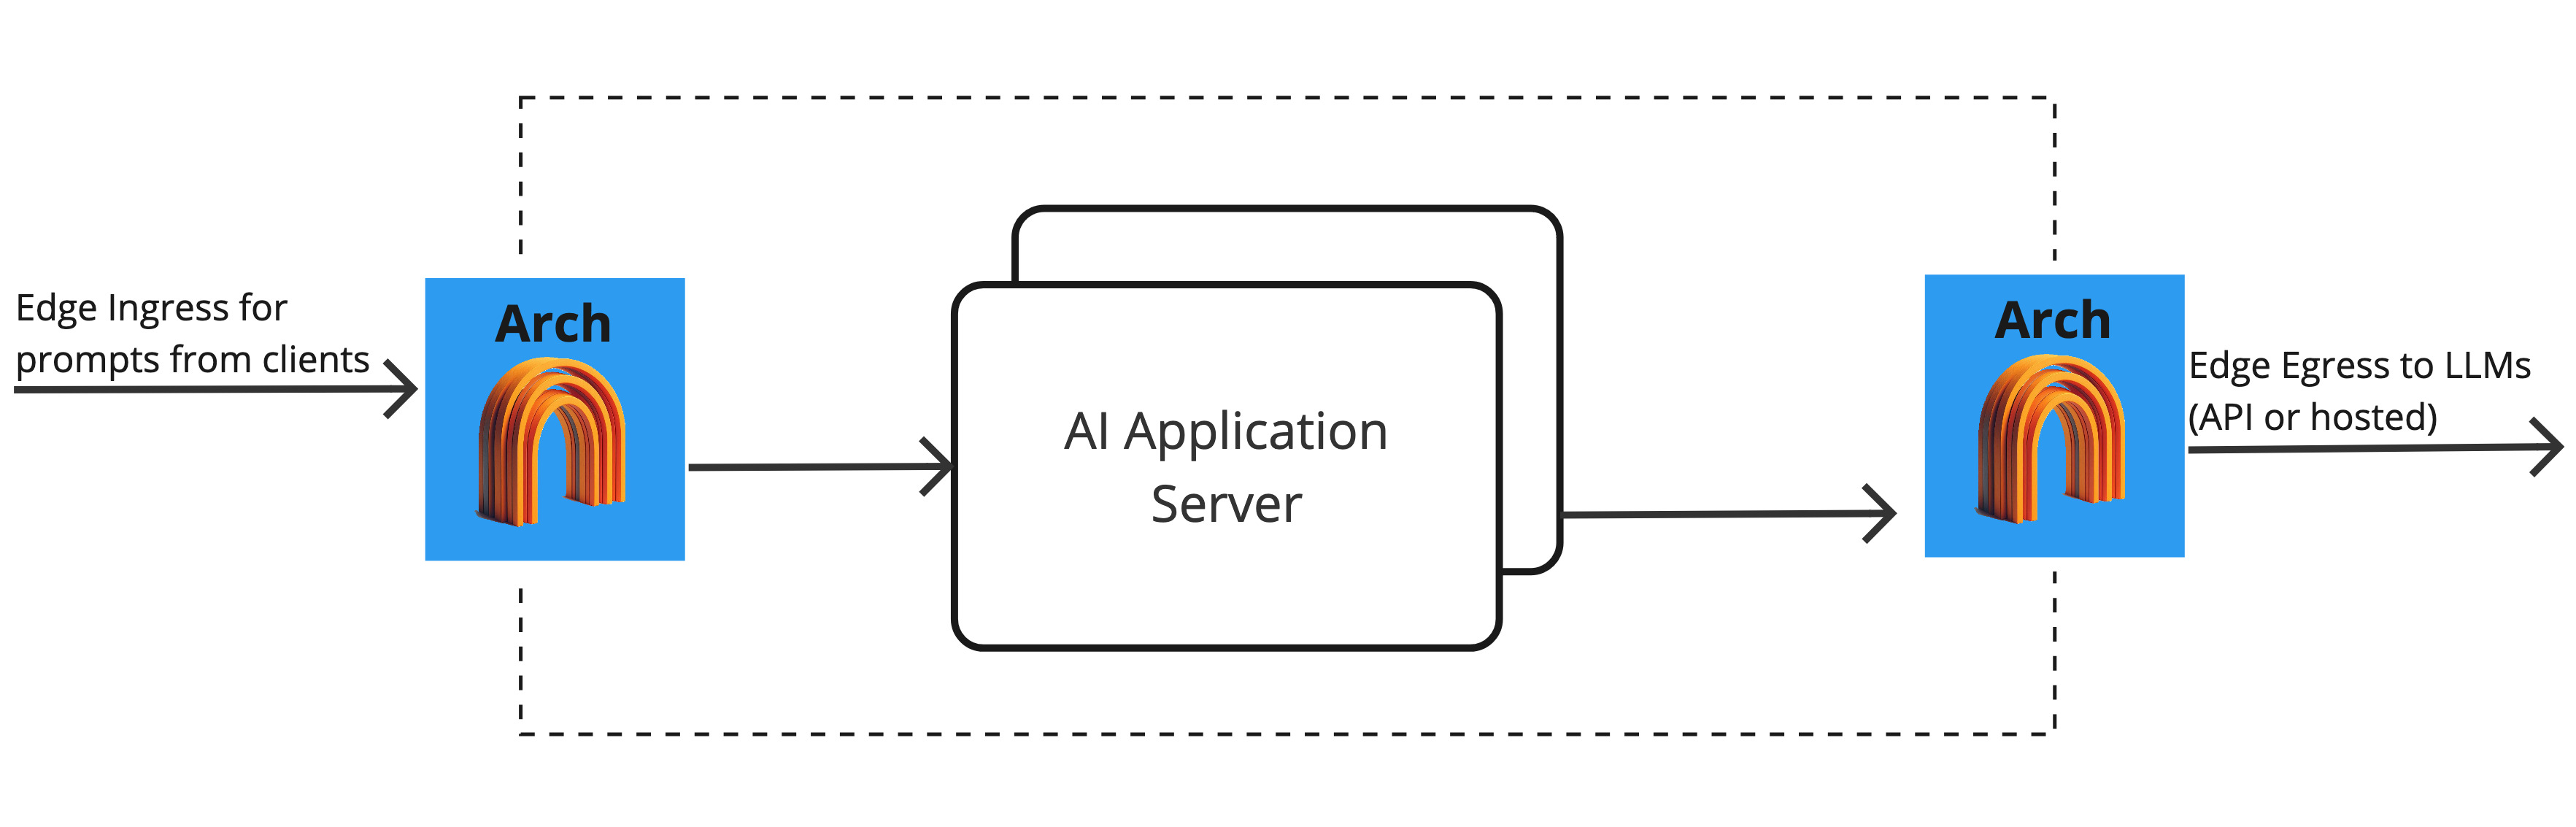 Edge Ingress for
prompts from clients
Arch
AI Application
Server
Arch
Edge Egress to LLMs
(API or hosted)